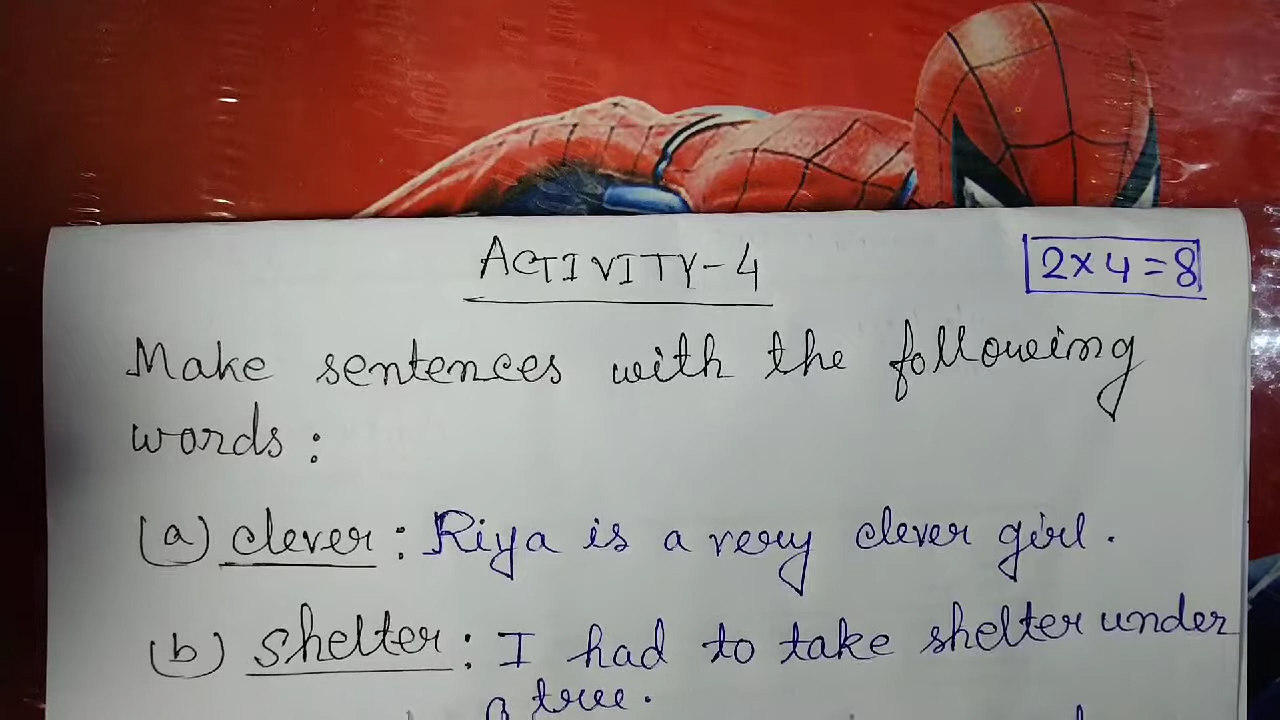 ACTIVITY-4
2×4=8
Make sentences with the following
words:
(a) clever: Riya is a very clever girl.
(b) shelter: I had to take shelter under
a tree.